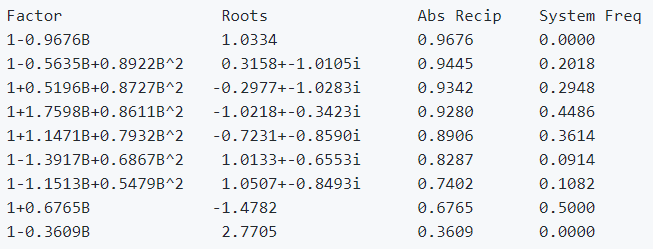 Factor Roots Abs Recip System Freq
1-0.9676B 1.0334 0.9676 0.0000
1-0.5635B+0.8922B^2 0.3158+-1.0105i 0.9445 0.2018
1+0.5196B+0.8727B^2 -0.2977+-1.0283i 0.9342 0.2948
1+1.7598B+0.8611B^2 -1.0218+-0.3423i 0.9280 0.4486
1+1.1471B+0.7932B^2 -0.7231+-0.8590i 0.8906 0.3614
1-1.3917B+0.6867B^2 1.0133+-0.6553i 0.8287 0.0914
1-1.1513B+0.5479B^2 1.0507+-0.8493i 0.7402 0.1082
1+0.6765B -1.4782 0.6765 0.5000
1-0.3609B 2.7705 0.3609 0.0000